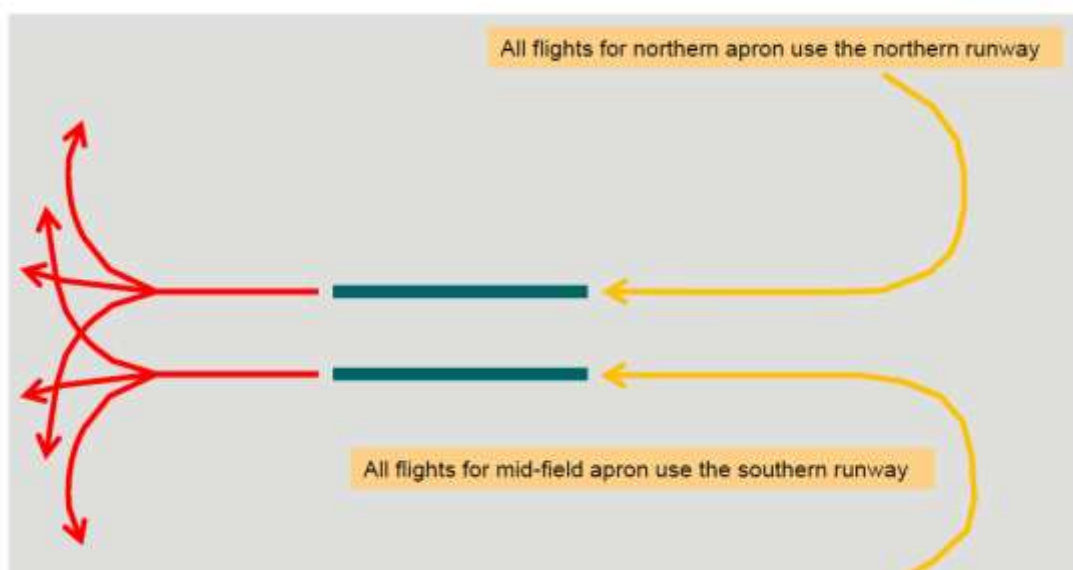 All flights for northern apron use the northern runway
All flights for mid-field apron use the southern runway